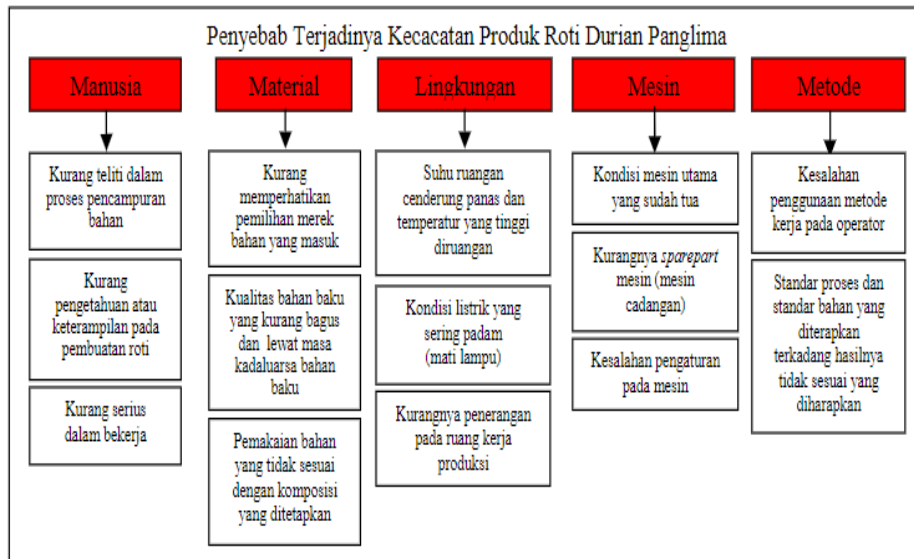 Penyebab Terjadinya Kecacatan Produk Roti Durian Panglima
Manusia
Kurang teliti dalam
proses pencampuran
bahan
Kurang
pengetahuan atau
keterampilan pada
pembuatan roti
Kurang serius
dalam bekerja
Material
Kurang
memperhatikan
pemilihan merek
bahan yang masuk
Kualitas bahan baku
yang kurang bagus
dan lewat masa
kadaluarsa bahan
baku
Pemakaian bahan
yang tidak sesuai
dengan komposisi
yang ditetapkan
Lingkungan
Suhu ruangan
cenderung panas dan
temperatur yang tinggi
diruangan
Kondisi listrik yang
sering padam
(mati lampu)
Kurangnya penerangan
pada ruang kerja
produksi
Mesin
Kondisi mesin utama
yang sudah tua
Kurangnya sparepart
mesin (mesin
cadangan)
Kesalahan pengaturan
pada mesin
Metode
Kesalahan
penggunaan metode
kerja pada operator
Standar proses dan
standar bahan yang
diterapkan
terkadang hasilnya
tidak sesuai yang
diharapkan